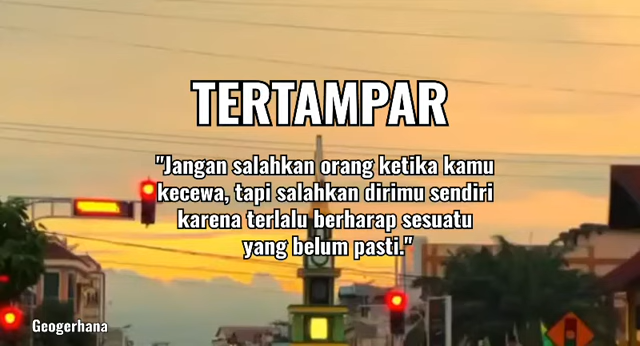 TERTAMPAR
"Jangan salahkan orang ketika kamu
kecewa, tapi salahkan dirimu sendiri
karena terlalu berharap sesuatu
yang belum pasti."
Geogerhana